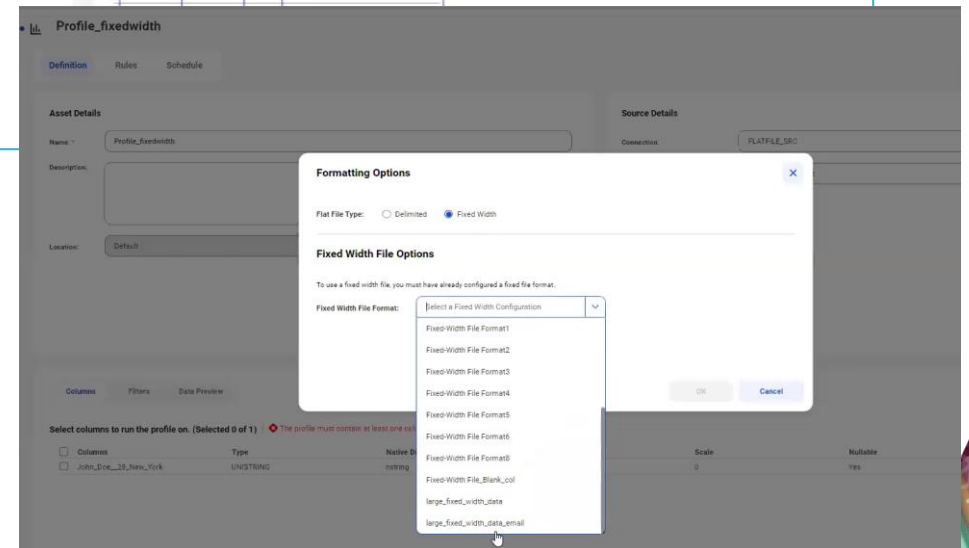 Profile_fixedwidth
Definition Rules Schedule
Asset Details
Name: * Profile_fixedwidth
Description:
Location: Default
Source Details
Connection: FLATFILE_SRC
Formatting Options
Flat File Type: Delimited Fixed Width
Fixed Width File Options
To use a fixed width file, you must have already configured a fixed file format.
Fixed Width File Format: Select a Fixed Width Configuration
Fixed-Width File Format1
Fixed-Width File Format2
Fixed-Width File Format3
Fixed-Width File Format4
Fixed-Width File Format5
Fixed-Width File Format6
Fixed-Width File Format8
Fixed-Width File_Blank_col
large_fixed_width_data
large_fixed_width_data_email
OK Cancel
Columns Filters Data Preview
Select columns to run the profile on. (Selected 0 of 1) The profile must contain at least one
Columns Type Native Scale Nullable
John_Doe__28_New_York UNISTRING nstring 0 Yes